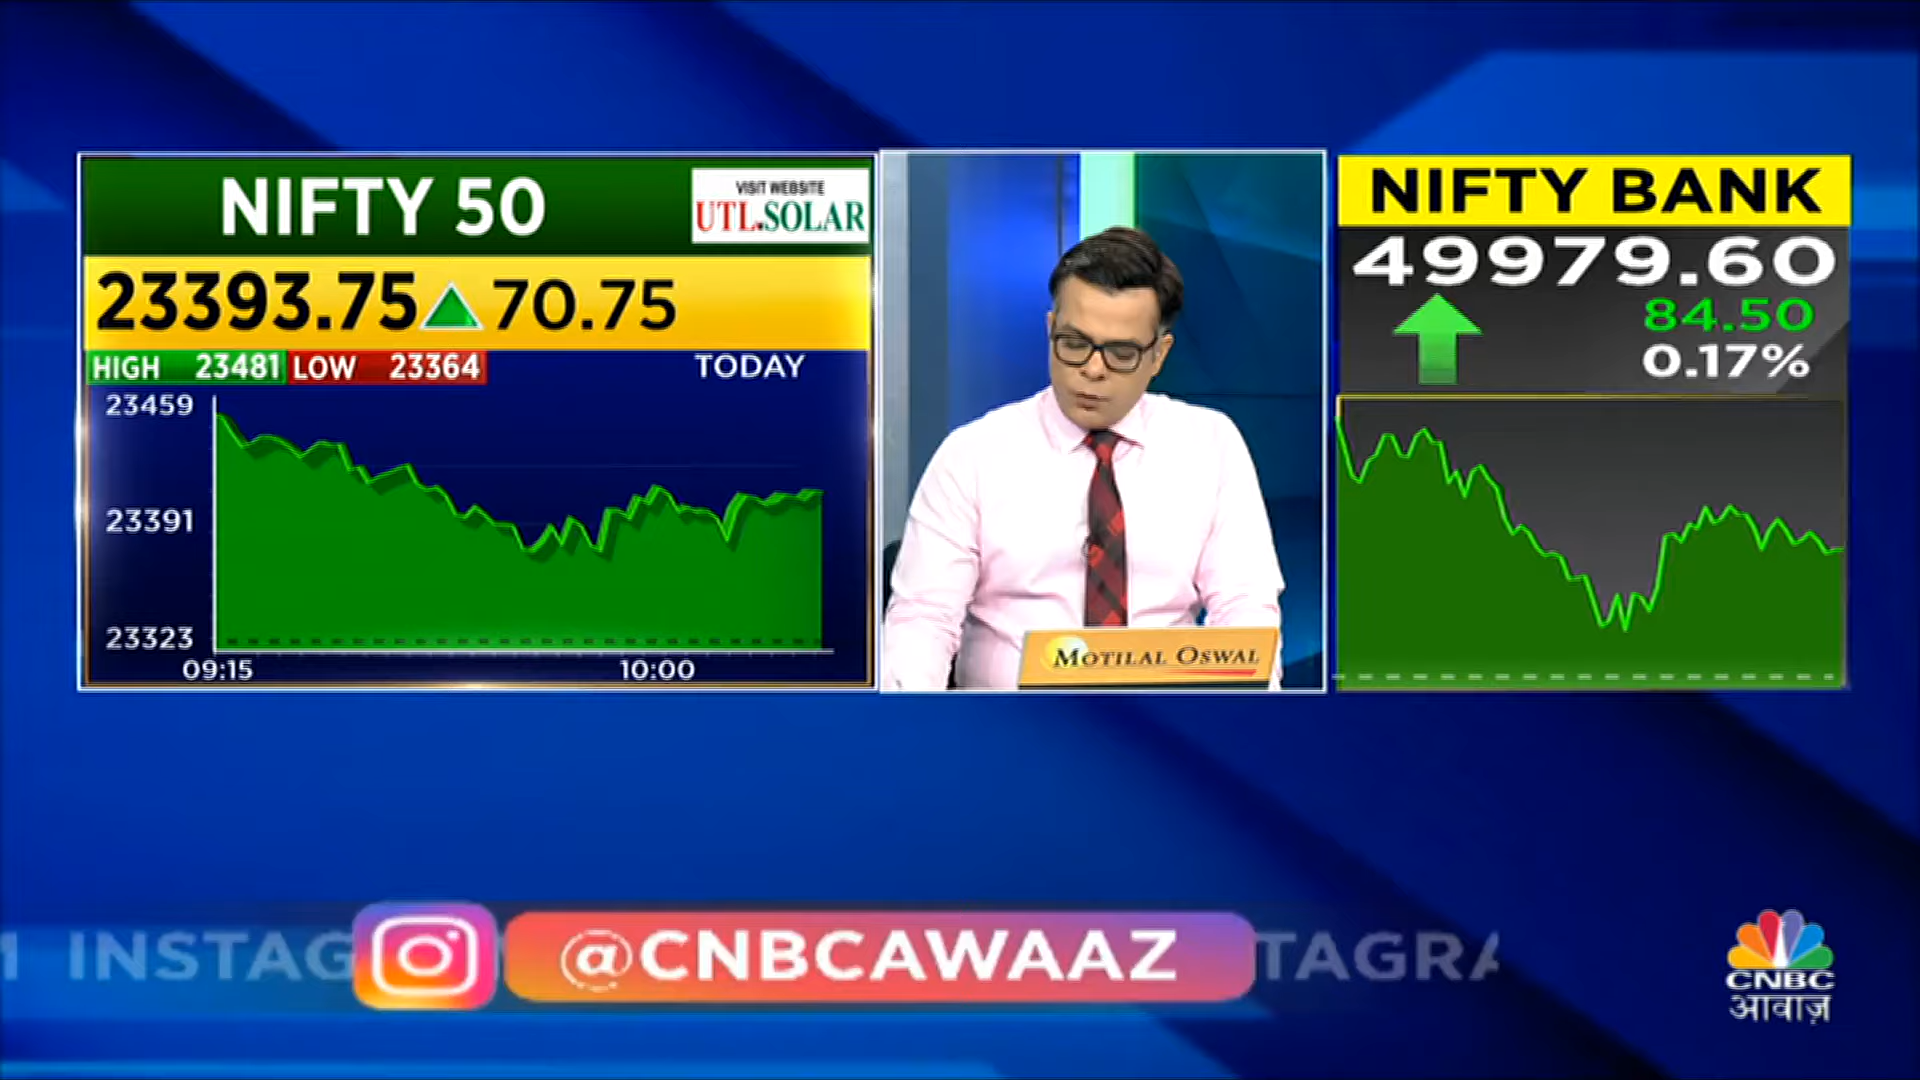 NIFTY 50
VISIT WEBSITE
UTL.SOLAR
23393.75 70.75
HIGH 23481 LOW 23364 TODAY
23459
23391
23323
09:15 10:00
MOTILAL OSWAL
NIFTY BANK
49979.60
84.50
0.17%
INSTAG
@CNBCAWAAZ
TAGRA
CNBC
आवाज़